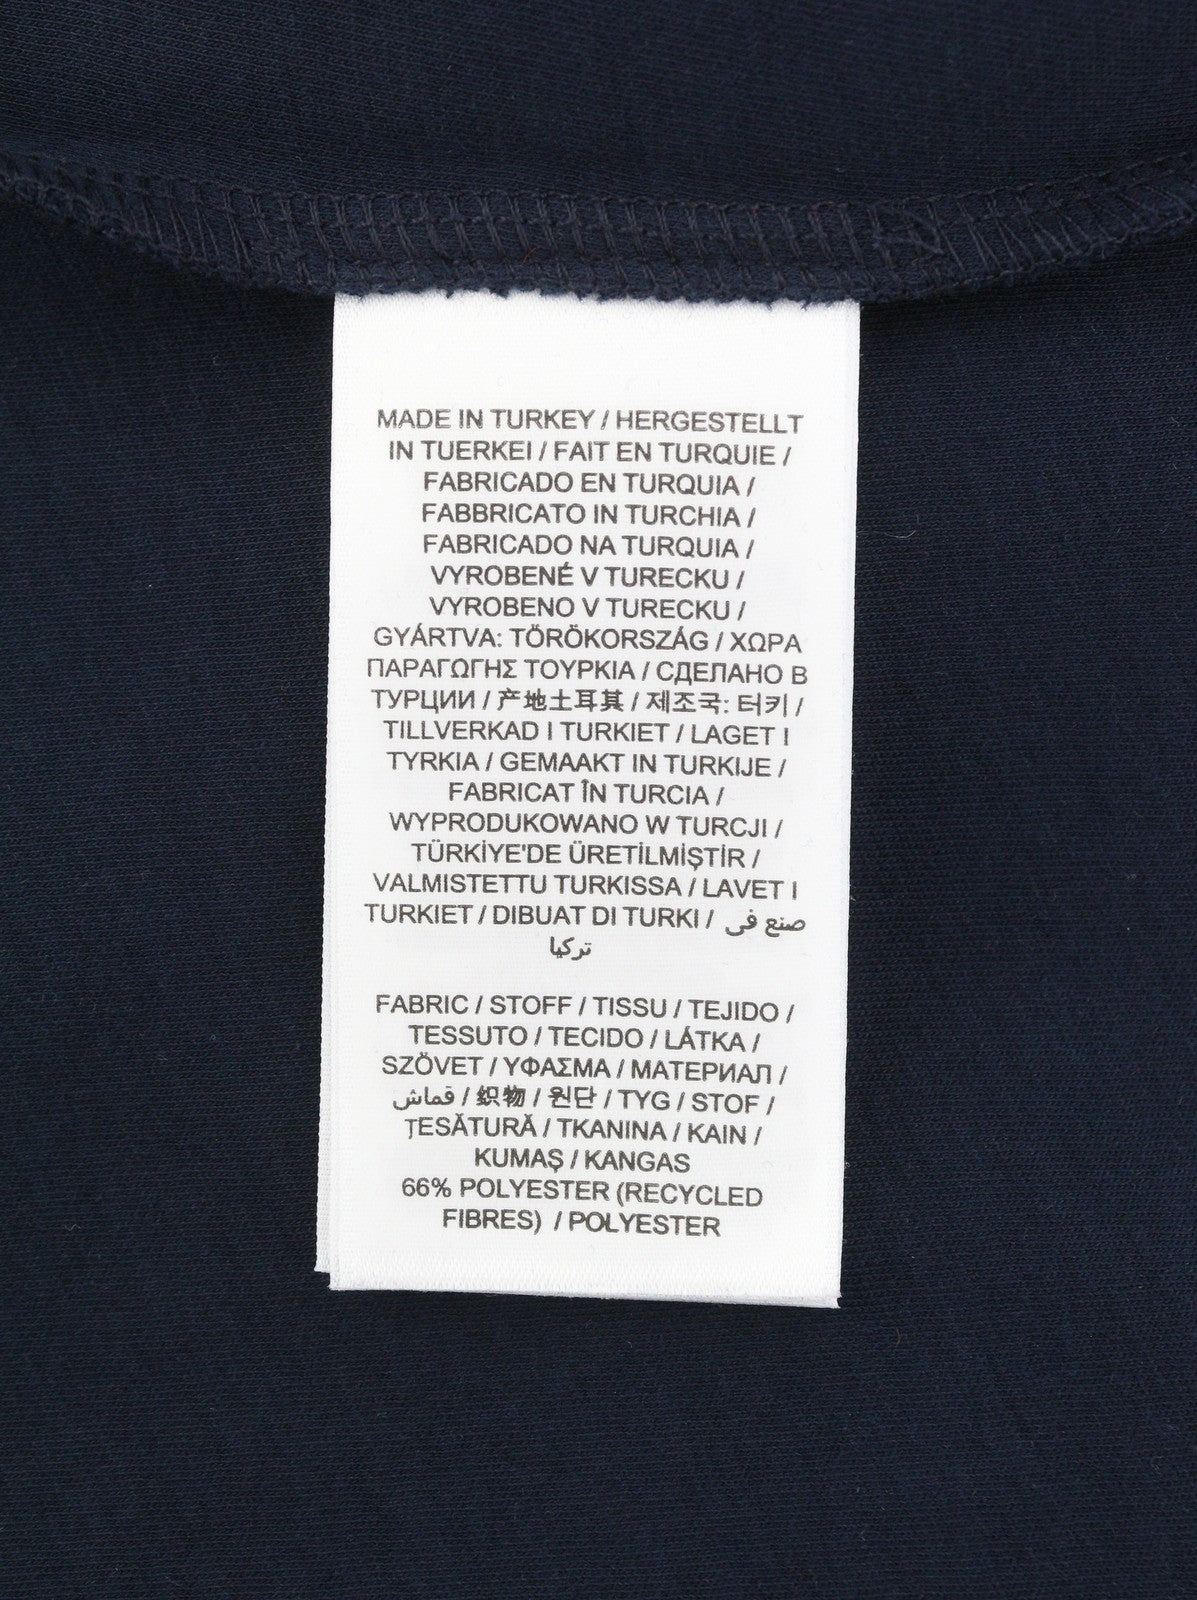 MADE IN TURKEY / HERGESTELLT
IN TUERKEI / FAIT EN TURQUIE /
FABRICADO EN TURQUIA /
FABBRICATO IN TURCHIA /
FABRICADO NA TURQUIA /
VYROBENÉ V TURECKU /
VYROBENO V TURECKU /
GYÁRTVA: TÖRÖKORSZÁG / ΧΩΡΑ
ΠΑΡΑΓΩΓΗΣ ΤΟΥΡΚΙΑ / СДЕЛАНО В
ТУРЦИИ / 产地土耳其 / 제조국: 터키 /
TILLVERKAD I TURKIET / LAGET I
TYRKIA / GEMAAKT IN TURKIJE /
FABRICAT ÎN TURCIA /
WYPRODUKOWANO W TURCJI /
TÜRKİYE'DE ÜRETİLMİŞTİR /
VALMISTETTU TURKISSA / LAVET I
TURKIET / DIBUAT DI TURKI / صنع فى
تركيا
FABRIC / STOFF / TISSU / TEJIDO /
TESSUTO / TECIDO / LÁTKA /
SZÖVET / ΥΦΑΣΜΑ / МАТЕРИАЛ /
قماش / 织物 / 원단 / TYG / STOF /
ȚESĂTURĂ / TKANINA / KAIN /
KUMAŞ / KANGAS
66% POLYESTER (RECYCLED
FIBRES) / POLYESTER